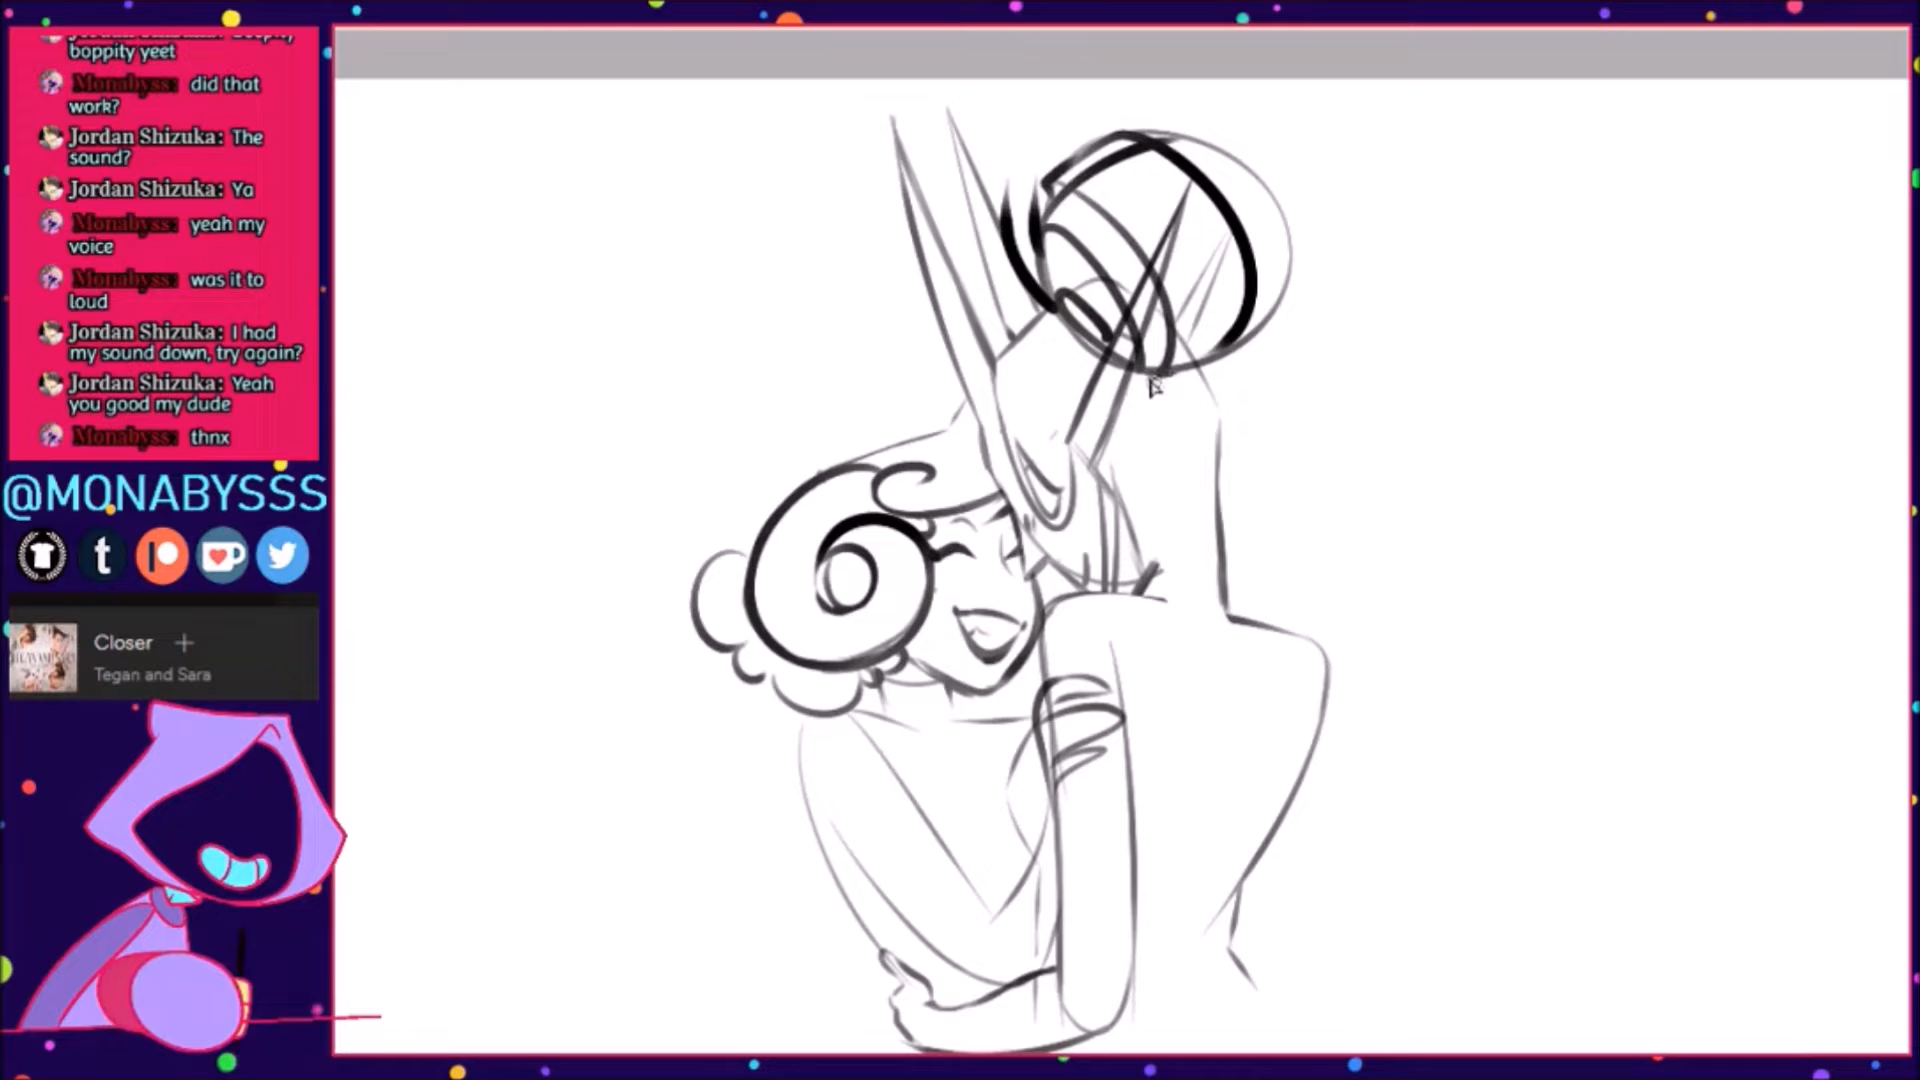 boppity yeet
Monabyss: did that
work?
Jordan Shizuka: The
sound?
Jordan Shizuka: Ya
Monabyss: yeah my
voice
Monabyss: was it to
loud
Jordan Shizuka: I had
my sound down, try again?
Jordan Shizuka: Yeah
you good my dude
Monabyss: thnx
@MONABYSSS
Closer +
Tegan and Sara